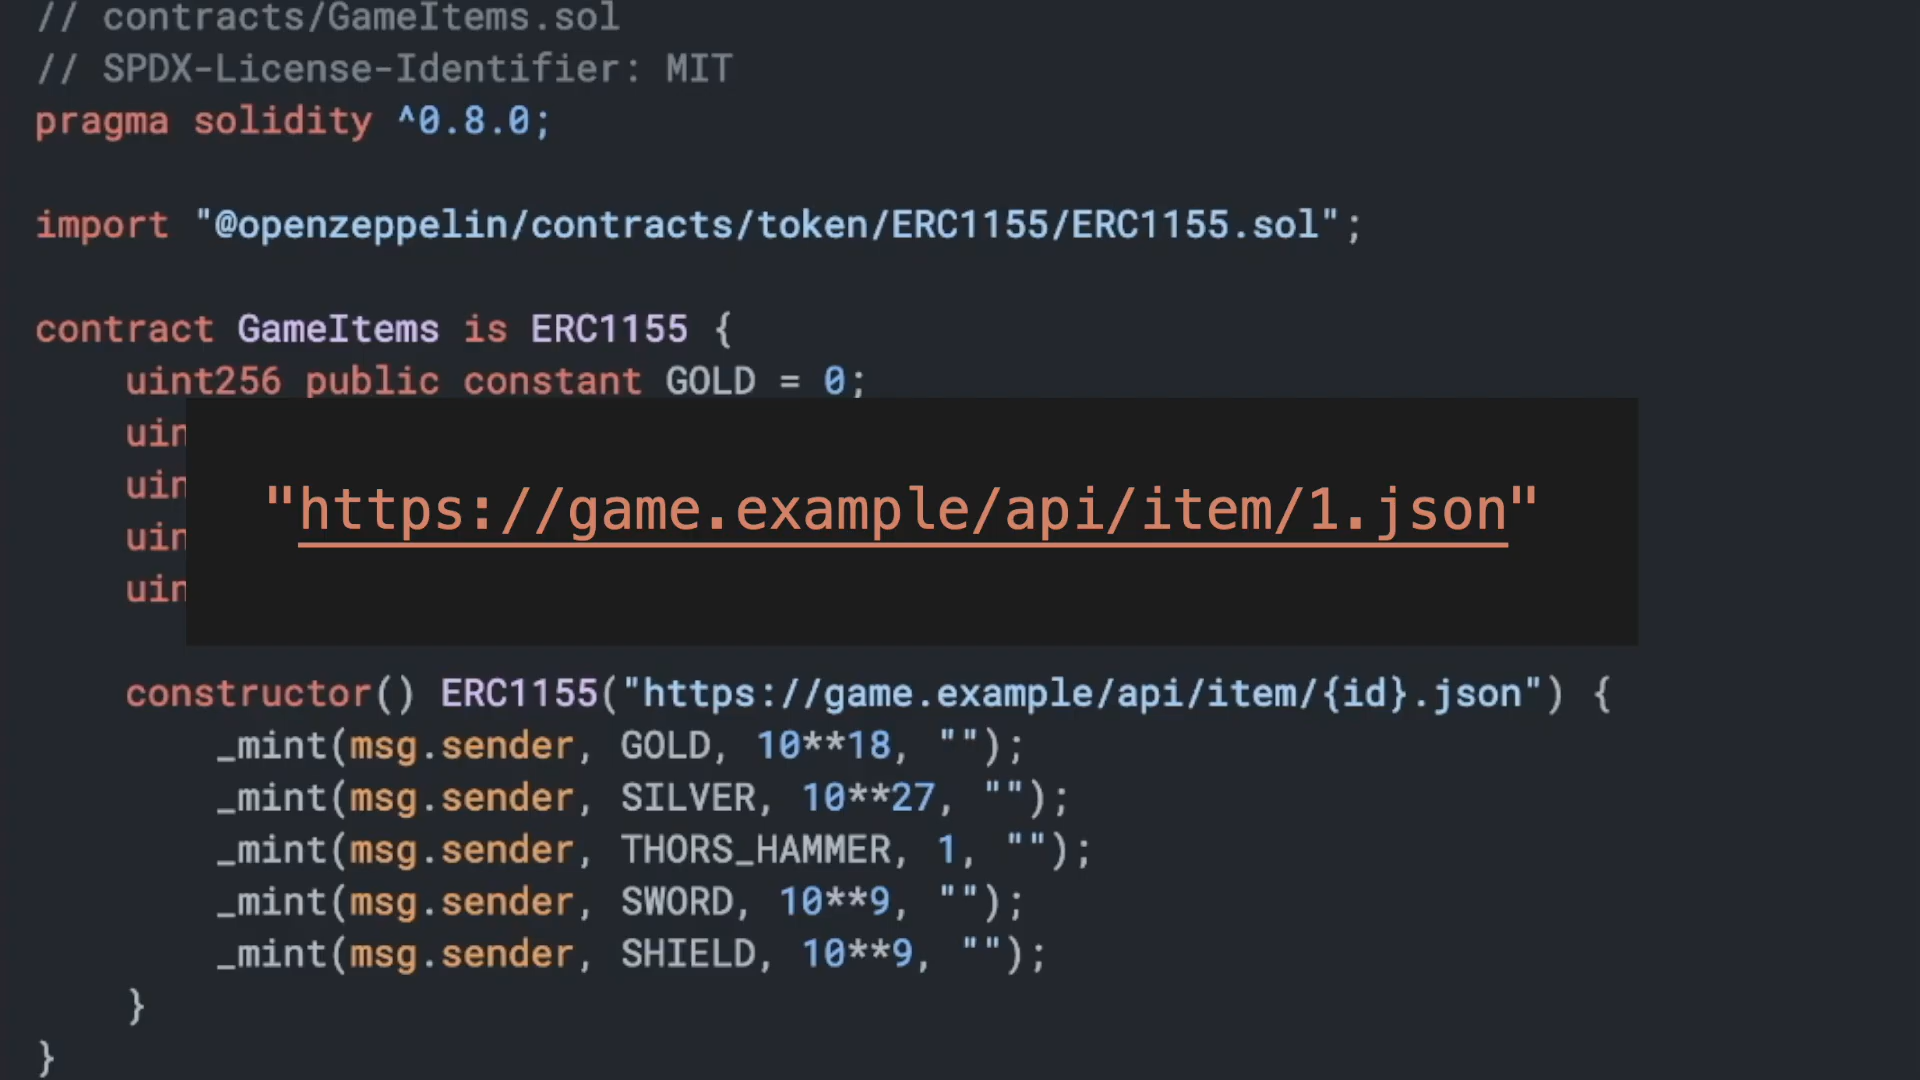 // contracts/GameItems.sol
// SPDX-License-Identifier: MIT
pragma solidity ^0.8.0;
import "@openzeppelin/contracts/token/ERC1155/ERC1155.sol";
contract GameItems is ERC1155 {
uint256 public constant GOLD = 0;
uin
uin
"https://game.example/api/item/1.json"
uin
uin
constructor() ERC1155("https://game.example/api/item/{id}.json") {
_mint(msg.sender, GOLD, 10**18, "");
_mint(msg.sender, SILVER, 10**27, "");
_mint(msg.sender, THORS_HAMMER, 1, "");
_mint(msg.sender, SWORD, 10**9, "");
_mint(msg.sender, SHIELD, 10**9, "");
}
}